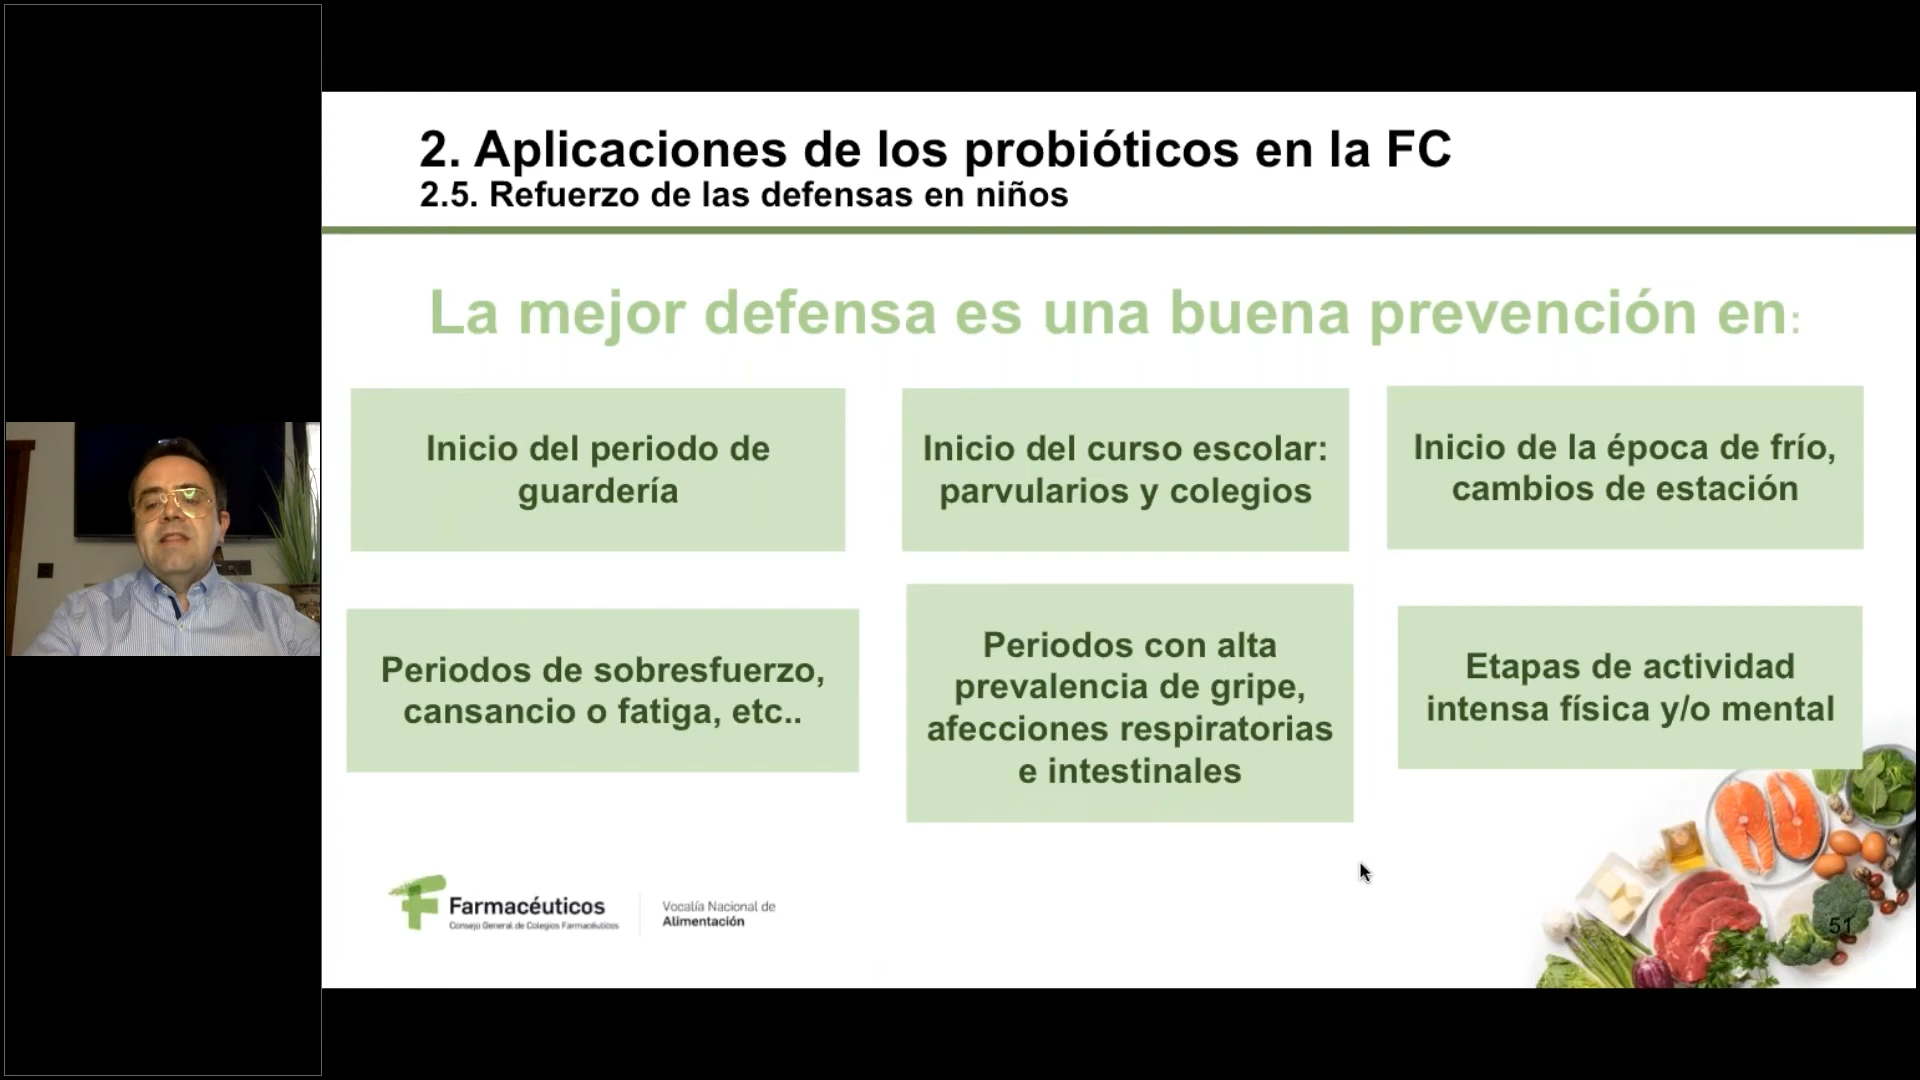 2. Aplicaciones de los probióticos en la FC
2.5. Refuerzo de las defensas en niños
La mejor defensa es una buena prevención en:
Inicio del periodo de
guardería
Inicio del curso escolar:
parvularios y colegios
Inicio de la época de frío,
cambios de estación
Periodos de sobresfuerzo,
cansancio o fatiga, etc..
Periodos con alta
prevalencia de gripe,
afecciones respiratorias
e intestinales
Etapas de actividad
intensa física y/o mental
Farmacéuticos
Consejo General de Colegios Farmacéuticos
Vocalía Nacional de
Alimentación
51